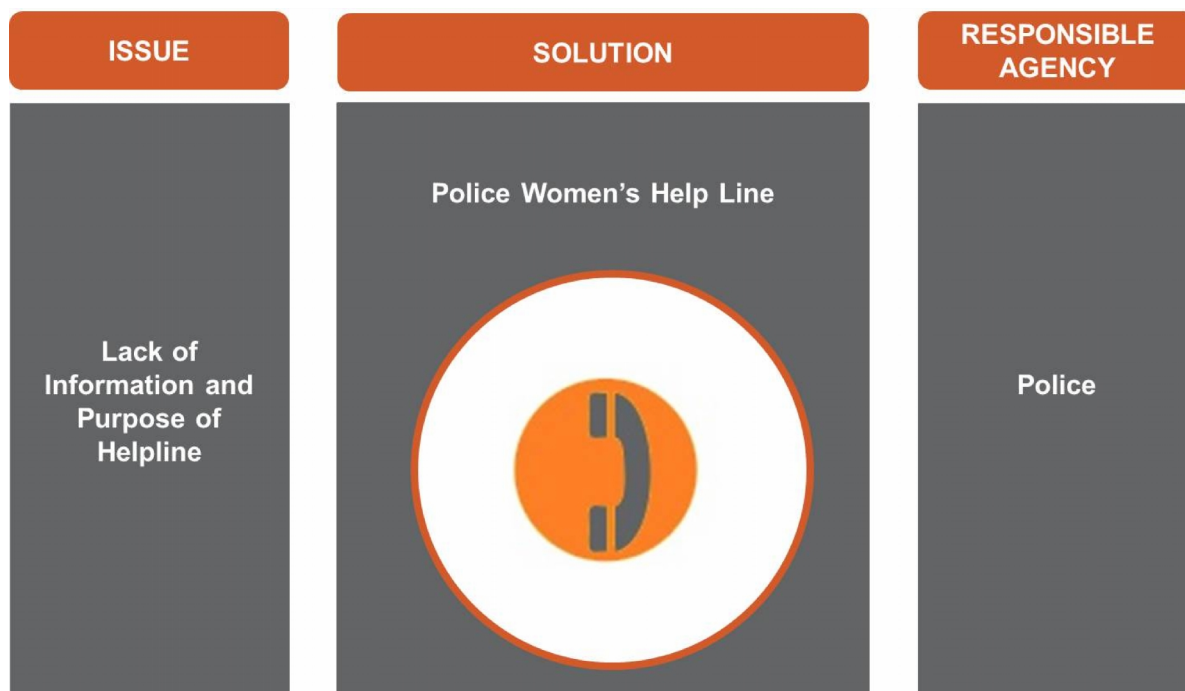 ISSUE
SOLUTION
RESPONSIBLE
AGENCY
Lack of
Information and
Purpose of
Helpline
Police Women's Help Line
Police